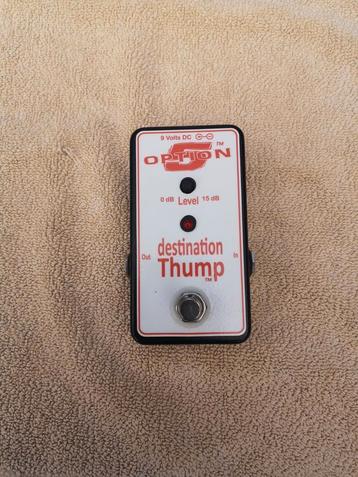 9 Volts DC
5 ™
OPTION
0 dB Level 15 dB
destination
Out Thump In
™